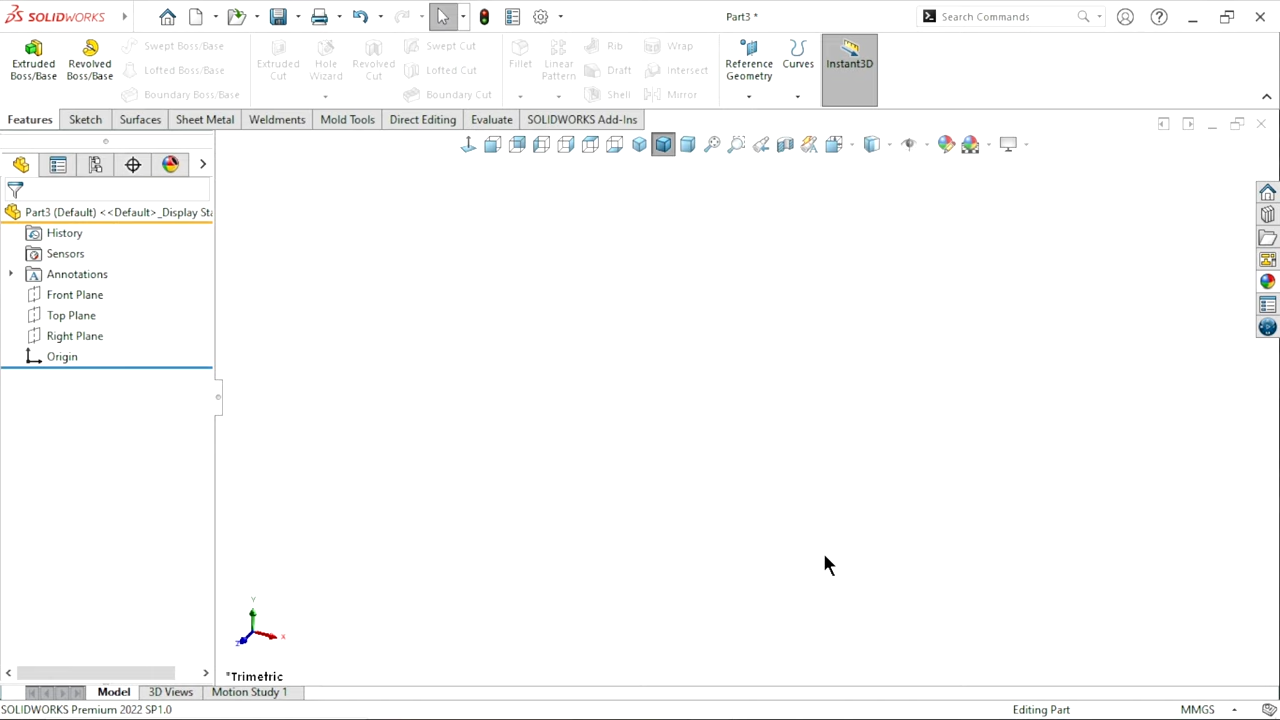 SOLIDWORKS
Part3 *
Search Commands
Extruded Boss/Base
Revolved Boss/Base
Swept Boss/Base
Lofted Boss/Base
Boundary Boss/Base
Extruded Cut
Hole Wizard
Revolved Cut
Swept Cut
Lofted Cut
Boundary Cut
Fillet
Linear Pattern
Rib
Draft
Shell
Wrap
Intersect
Mirror
Reference Geometry
Curves
Instant3D
Features
Sketch
Surfaces
Sheet Metal
Weldments
Mold Tools
Direct Editing
Evaluate
SOLIDWORKS Add-Ins
Part3 (Default) <<Default>_Display Sta
History
Sensors
Annotations
Front Plane
Top Plane
Right Plane
Origin
Y
X
Z
*Trimetric
Model
3D Views
Motion Study 1
SOLIDWORKS Premium 2022 SP1.0
Editing Part
MMGS